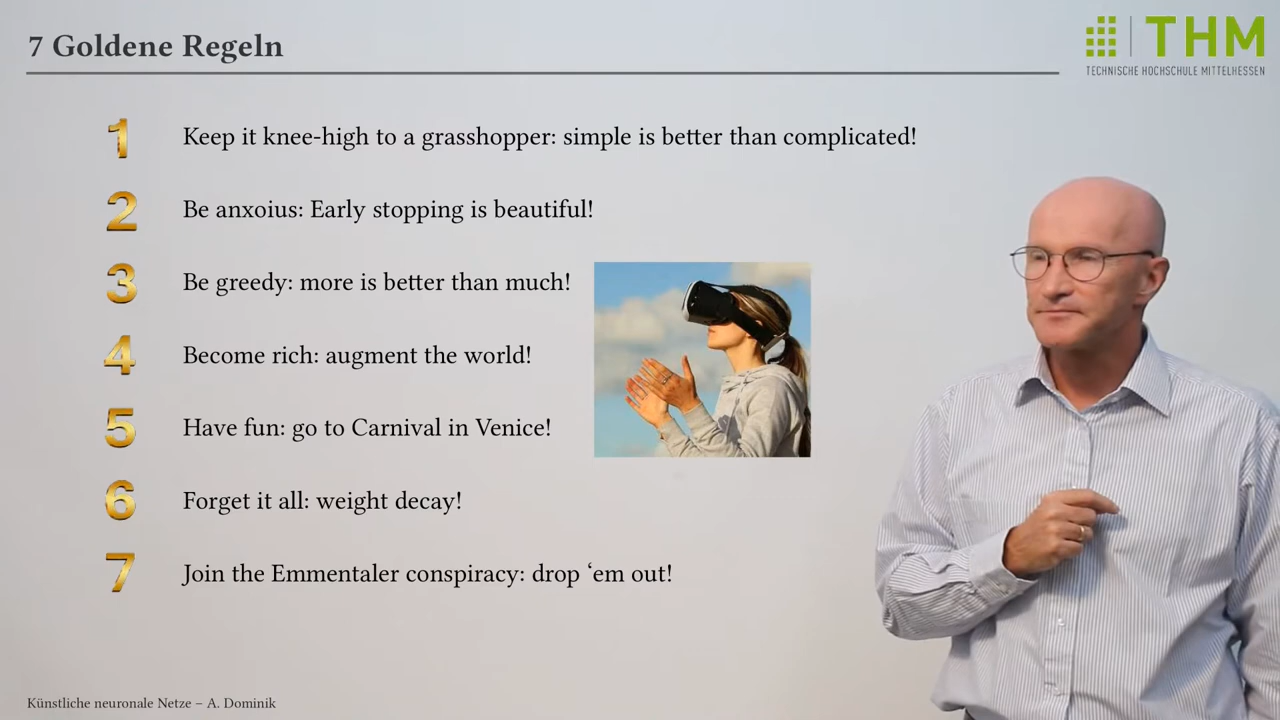 7 Goldene Regeln
THM
TECHNISCHE HOCHSCHULE MITTELHESSEN
1 Keep it knee-high to a grasshopper: simple is better than complicated!
2 Be anxoius: Early stopping is beautiful!
3 Be greedy: more is better than much!
4 Become rich: augment the world!
5 Have fun: go to Carnival in Venice!
6 Forget it all: weight decay!
7 Join the Emmentaler conspiracy: drop ‘em out!
Künstliche neuronale Netze – A. Dominik